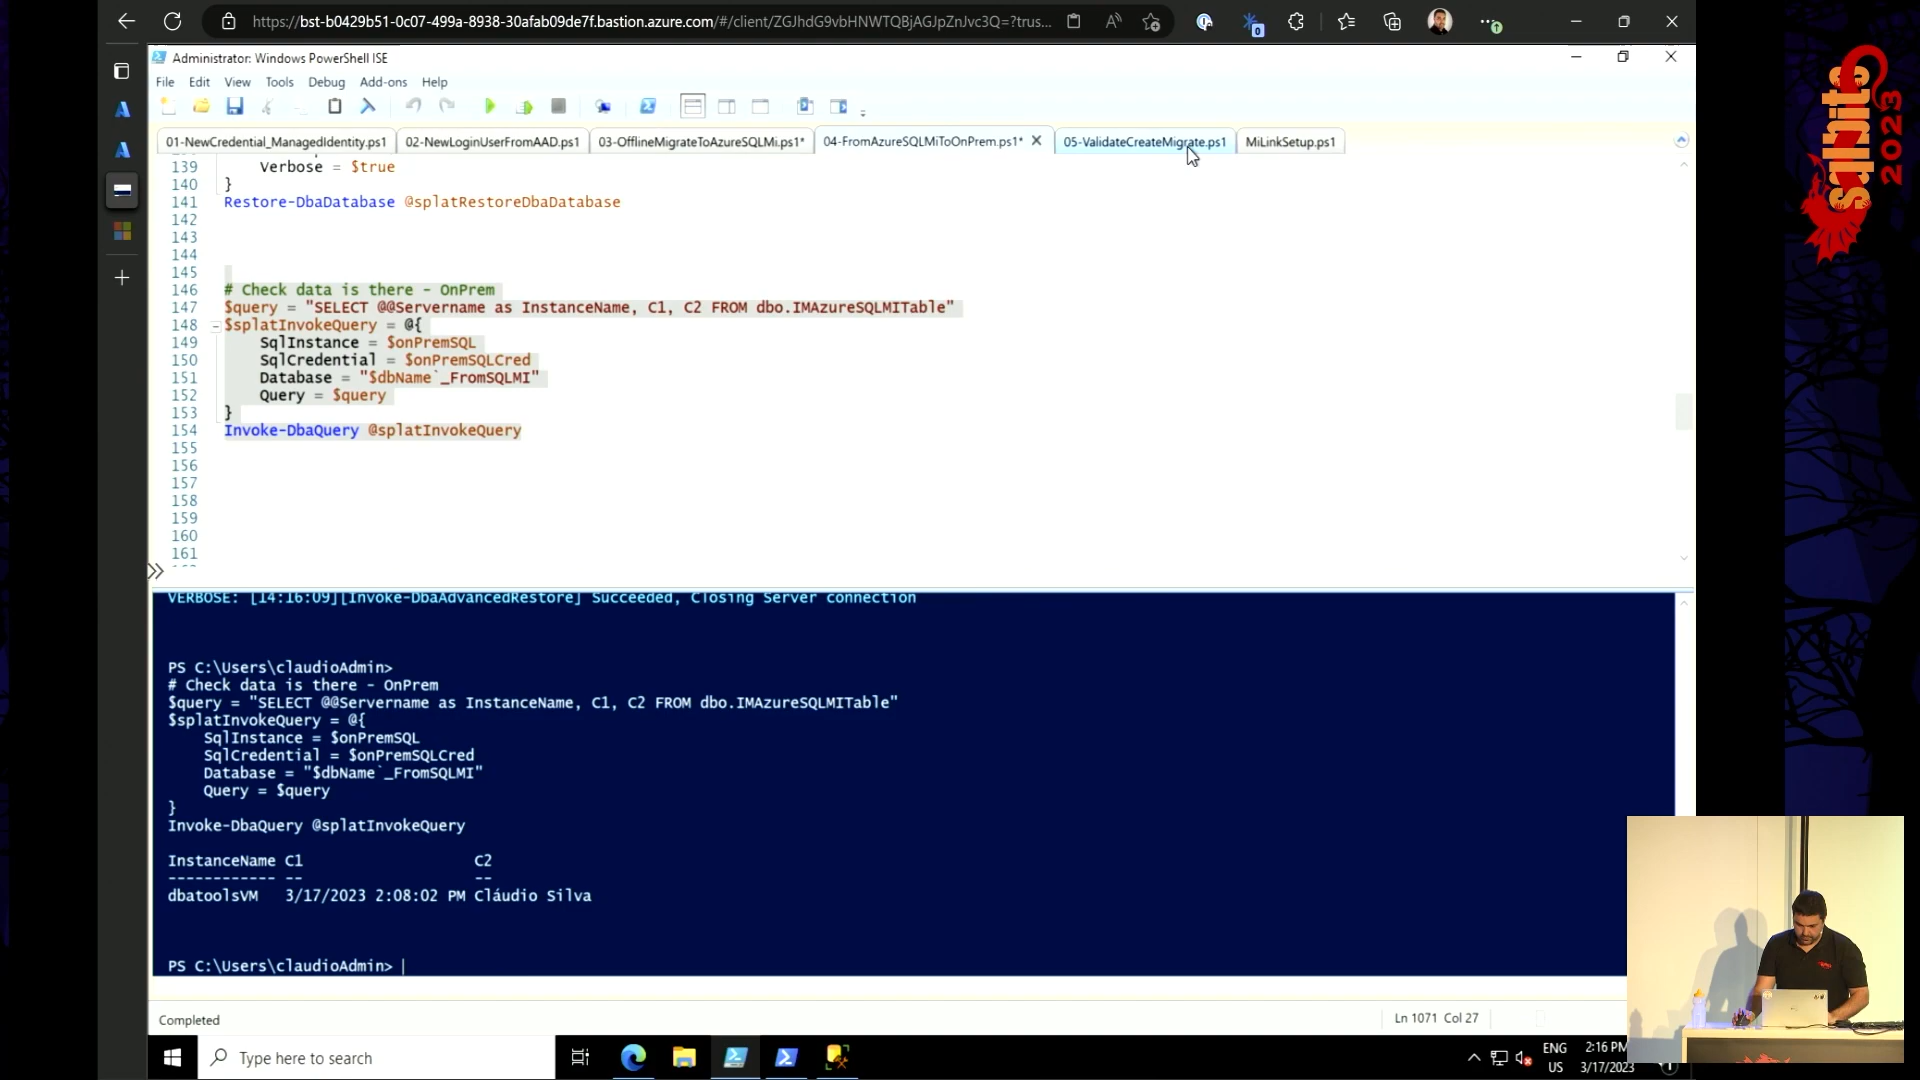 https://bst-b0429b51-0c07-499a-8938-30afab09de7f.bastion.azure.com/#/client/ZGJhdG9vbHNWTQBjAGJpZnJvc3Q=?trus...
0
Administrator: Windows PowerShell ISE
File Edit View Tools Debug Add-ons Help
01-NewCredential_ManagedIdentity.ps1 02-NewLoginUserFromAAD.ps1 03-OfflineMigrateToAzureSQLMi.ps1* 04-FromAzureSQLMiToOnPrem.ps1* 05-ValidateCreateMigrate.ps1 MiLinkSetup.ps1
139 Verbose = $true
140 }
141 Restore-DbaDatabase @splatRestoreDbaDatabase
142
143
144
145
146 # Check data is there - OnPrem
147 $query = "SELECT @@Servername as InstanceName, C1, C2 FROM dbo.IMAzureSQLMITable"
148 $splatInvokeQuery = @{
149 SqlInstance = $onPremSQL
150 SqlCredential = $onPremSQLCred
151 Database = "$dbName`_FromSQLMI"
152 Query = $query
153 }
154 Invoke-DbaQuery @splatInvokeQuery
155
156
157
158
159
160
161
VERBOSE: [14:16:09][Invoke-DbaAdvancedRestore] Succeeded, Closing Server connection
PS C:\Users\claudioAdmin>
# Check data is there - OnPrem
$query = "SELECT @@Servername as InstanceName, C1, C2 FROM dbo.IMAzureSQLMITable"
$splatInvokeQuery = @{
SqlInstance = $onPremSQL
SqlCredential = $onPremSQLCred
Database = "$dbName`_FromSQLMI"
Query = $query
}
Invoke-DbaQuery @splatInvokeQuery
InstanceName C1 C2
------------ -- --
dbatoolsVM 3/17/2023 2:08:02 PM Cláudio Silva
PS C:\Users\claudioAdmin>
Completed
Ln 1071 Col 27
Type here to search
ENG
US
2:16 PM
3/17/2023
sqlbits
2023